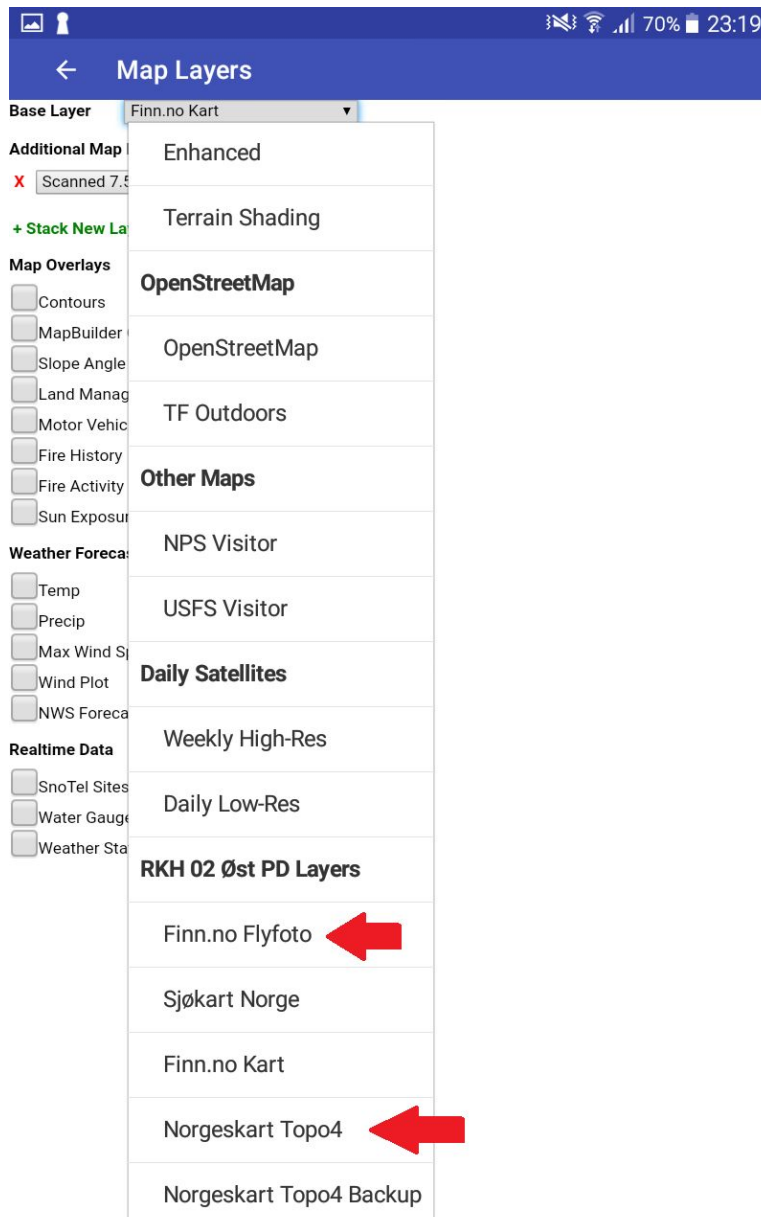 70% 23:19
Map Layers
Base Layer Finn.no Kart
Additional Map
X Scanned 7.5
+ Stack New La
Map Overlays
Contours
MapBuilder
Slope Angle
Land Manag
Motor Vehic
Fire History
Fire Activity
Sun Exposur
Weather Foreca
Temp
Precip
Max Wind Sp
Wind Plot
NWS Foreca
Realtime Data
SnoTel Sites
Water Gauge
Weather Sta
Enhanced
Terrain Shading
OpenStreetMap
OpenStreetMap
TF Outdoors
Other Maps
NPS Visitor
USFS Visitor
Daily Satellites
Weekly High-Res
Daily Low-Res
RKH 02 Øst PD Layers
Finn.no Flyfoto
Sjøkart Norge
Finn.no Kart
Norgeskart Topo4
Norgeskart Topo4 Backup